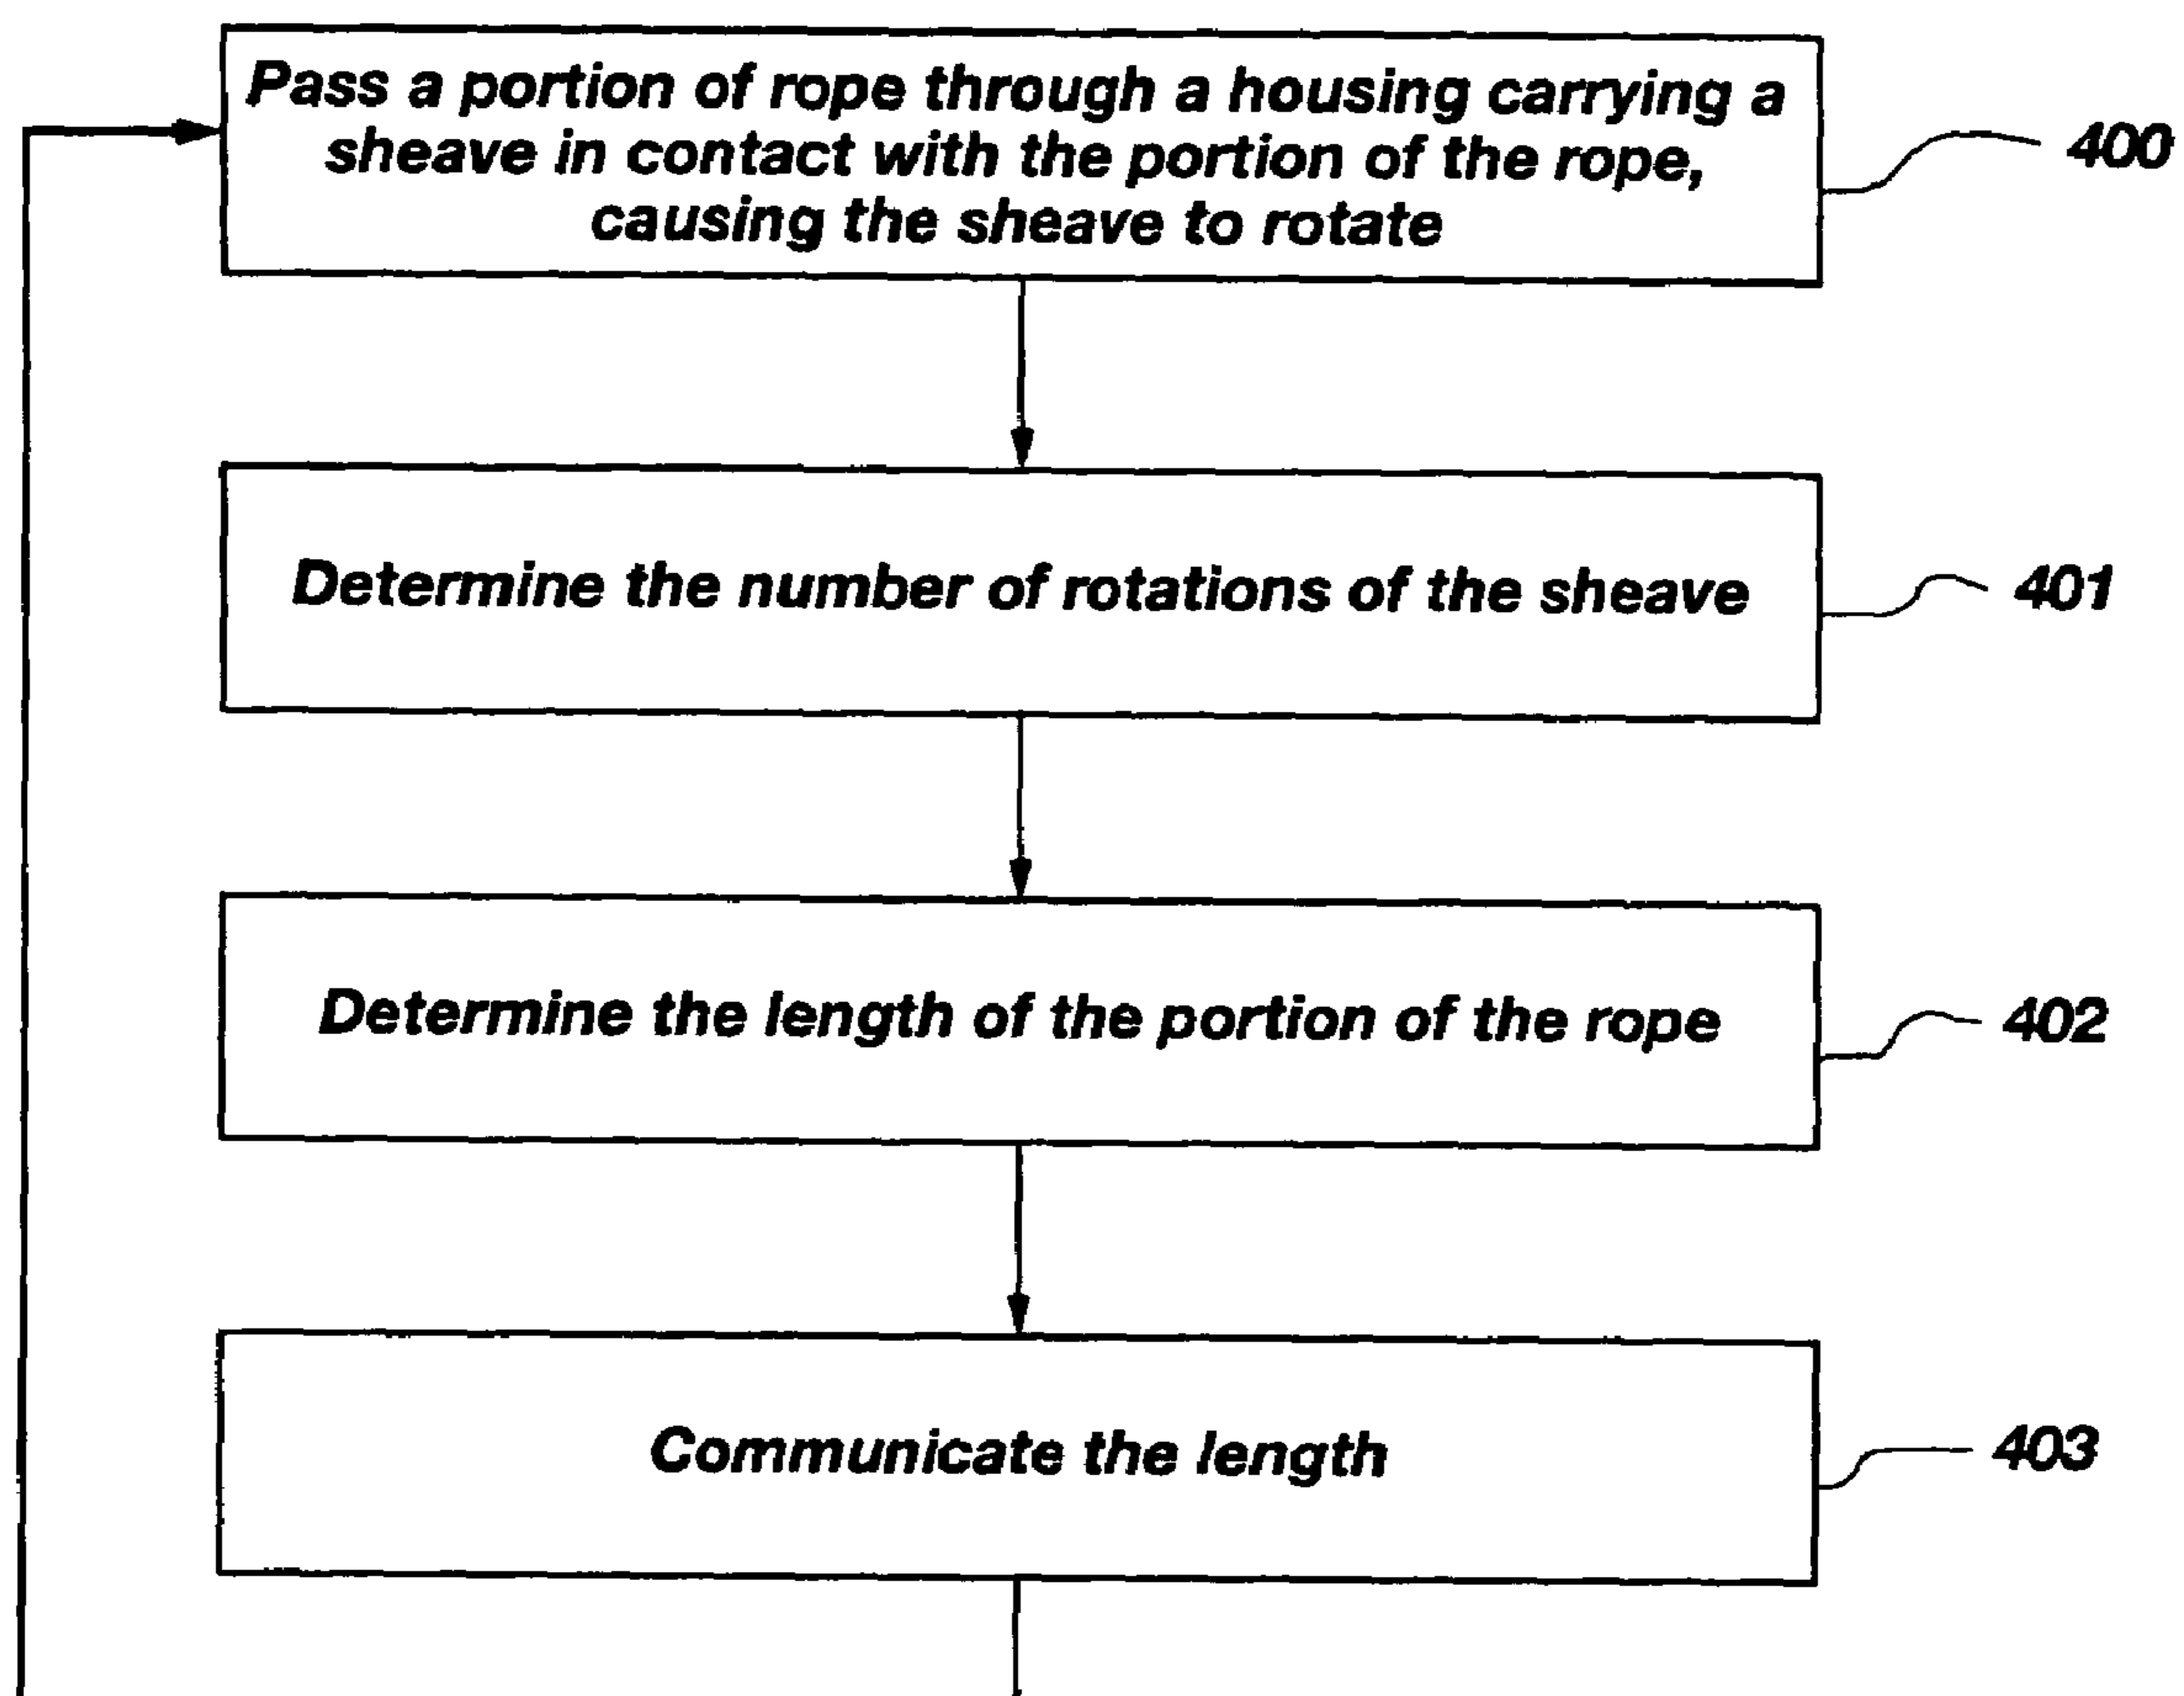 Pass a portion of rope through a housing carrying a
sheave in contact with the portion of the rope,
causing the sheave to rotate
400
Determine the number of rotations of the sheave
401
Determine the length of the portion of the rope
402
Communicate the length
403